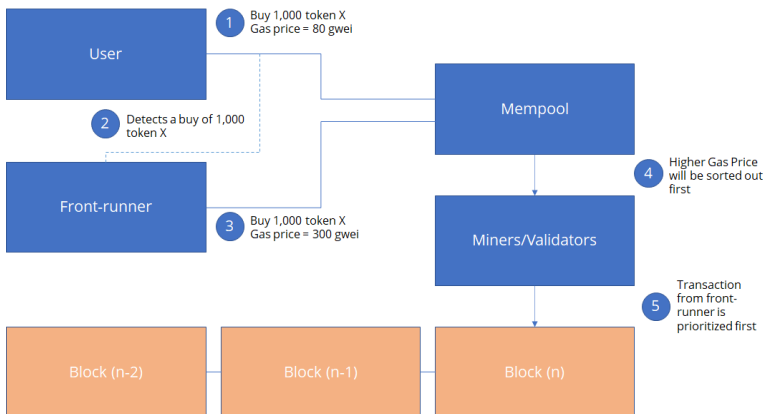 User
1
Buy 1,000 token X
Gas price = 80 gwei
2
Detects a buy of 1,000
token X
Front-runner
3
Buy 1,000 token X
Gas price = 300 gwei
Mempool
4
Higher Gas Price
will be sorted out
first
Miners/Validators
5
Transaction
from front-
runner is
prioritized first
Block (n-2)
Block (n-1)
Block (n)